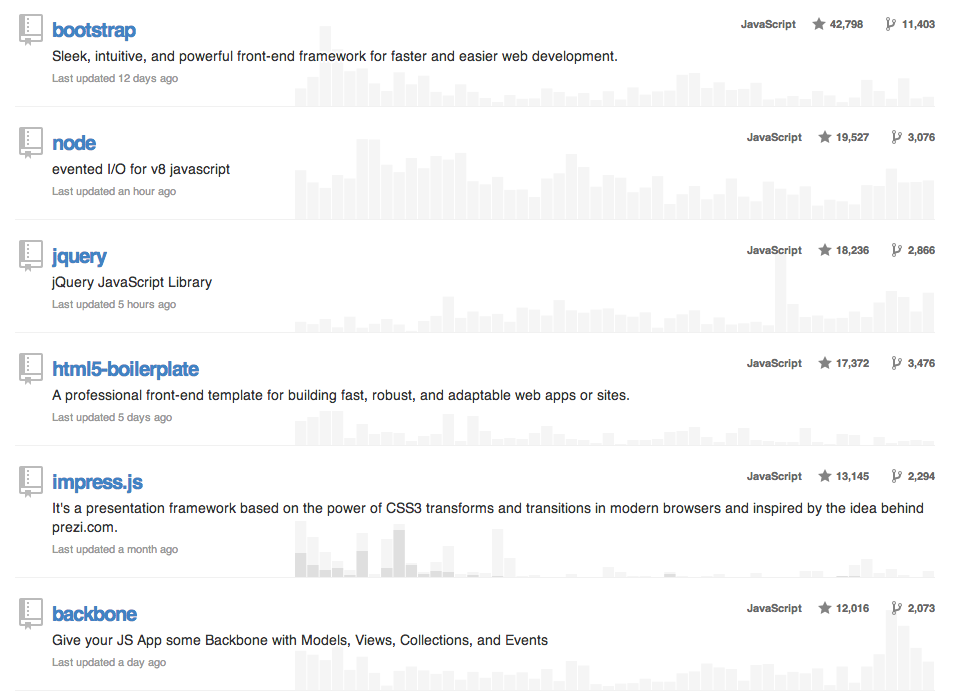 bootstrap JavaScript 42,798 11,403
Sleek, intuitive, and powerful front-end framework for faster and easier web development.
Last updated 12 days ago
node JavaScript 19,527 3,076
evented I/O for v8 javascript
Last updated an hour ago
jquery JavaScript 18,236 2,866
jQuery JavaScript Library
Last updated 5 hours ago
html5-boilerplate JavaScript 17,372 3,476
A professional front-end template for building fast, robust, and adaptable web apps or sites.
Last updated 5 days ago
impress.js JavaScript 13,145 2,294
It's a presentation framework based on the power of CSS3 transforms and transitions in modern browsers and inspired by the idea behind
prezi.com.
Last updated a month ago
backbone JavaScript 12,016 2,073
Give your JS App some Backbone with Models, Views, Collections, and Events
Last updated a day ago